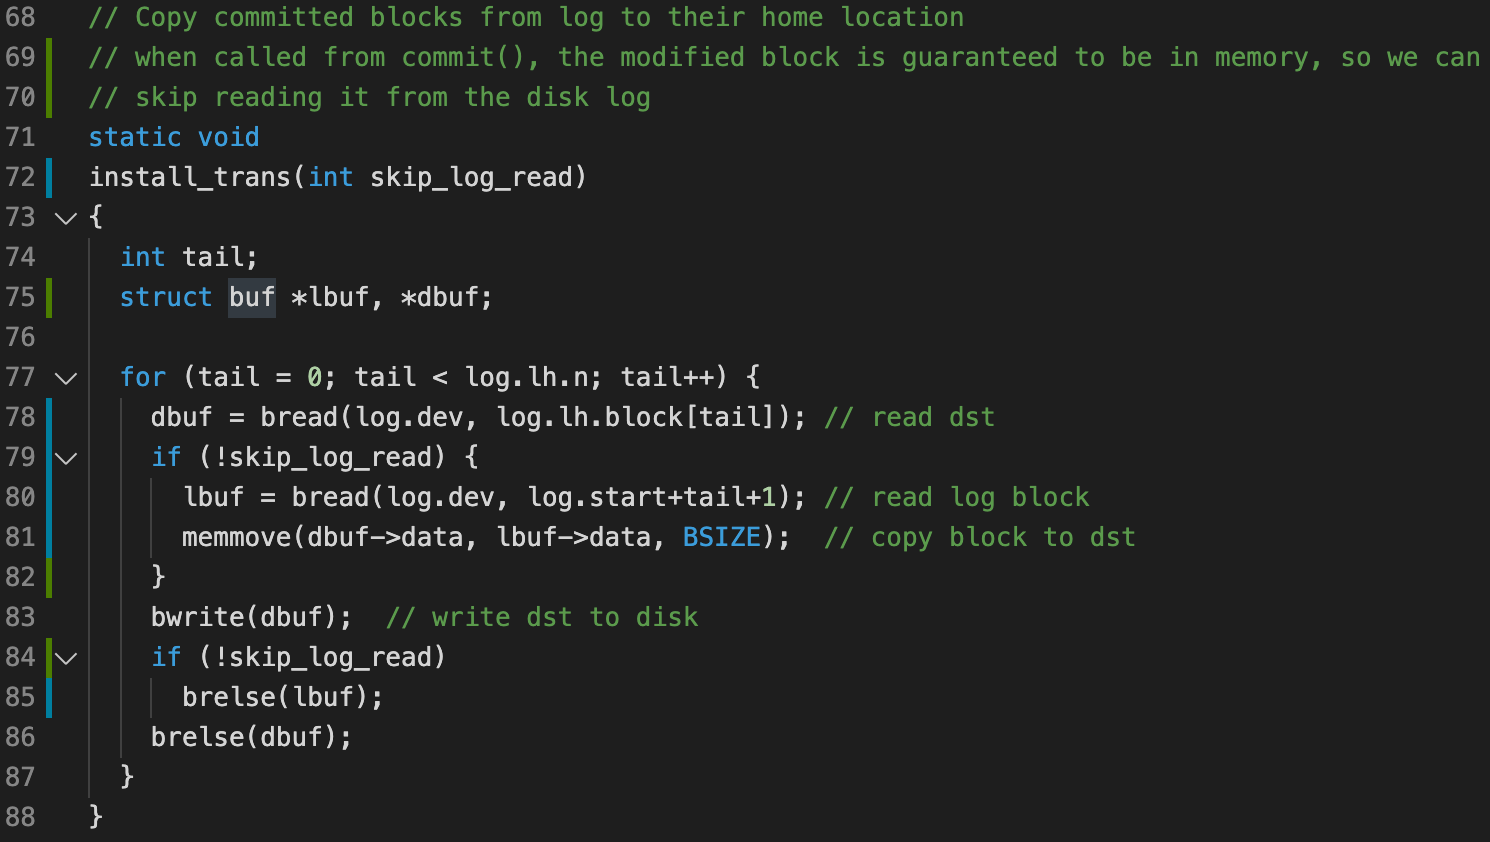 68 // Copy committed blocks from log to their home location
69 // when called from commit(), the modified block is guaranteed to be in memory, so we can
70 // skip reading it from the disk log
71 static void
72 install_trans(int skip_log_read)
73 {
74   int tail;
75   struct buf *lbuf, *dbuf;
76
77   for (tail = 0; tail < log.lh.n; tail++) {
78     dbuf = bread(log.dev, log.lh.block[tail]); // read dst
79     if (!skip_log_read) {
80       lbuf = bread(log.dev, log.start+tail+1); // read log block
81       memmove(dbuf->data, lbuf->data, BSIZE);  // copy block to dst
82     }
83     bwrite(dbuf);  // write dst to disk
84     if (!skip_log_read)
85       brelse(lbuf);
86     brelse(dbuf);
87   }
88 }